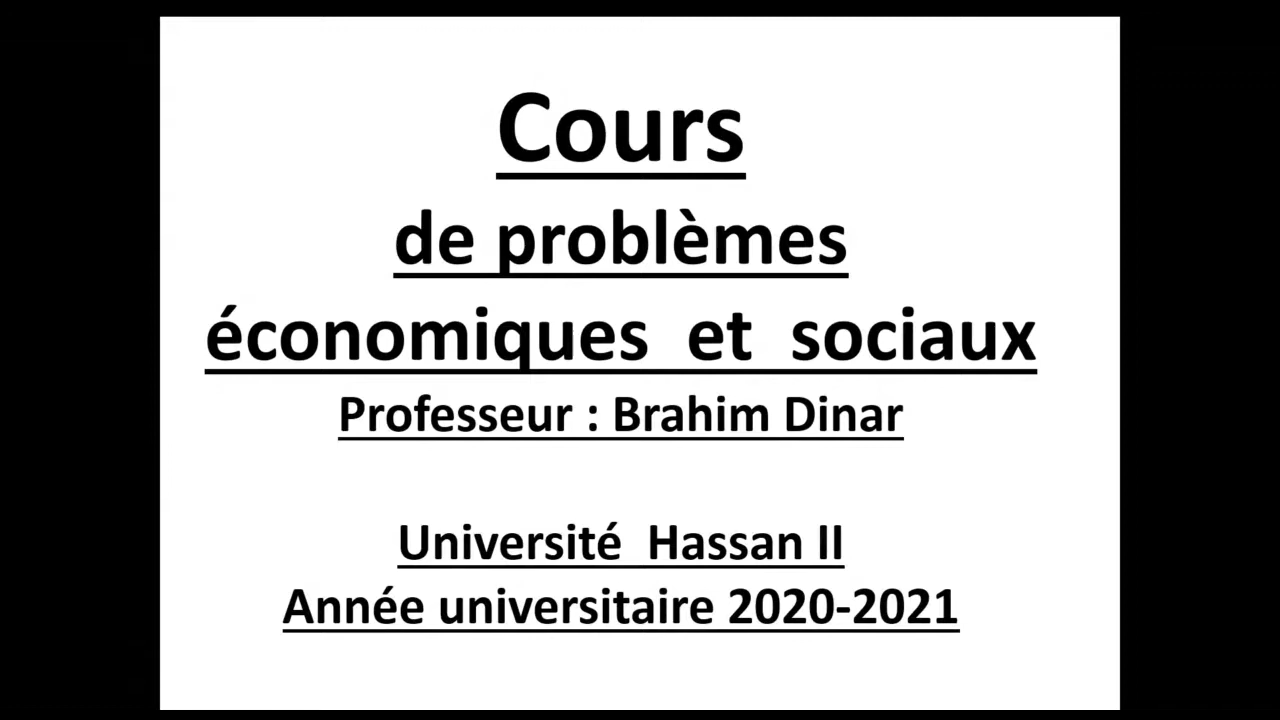 Cours
de problèmes
économiques et sociaux
Professeur : Brahim Dinar
Université Hassan II
Année universitaire 2020-2021